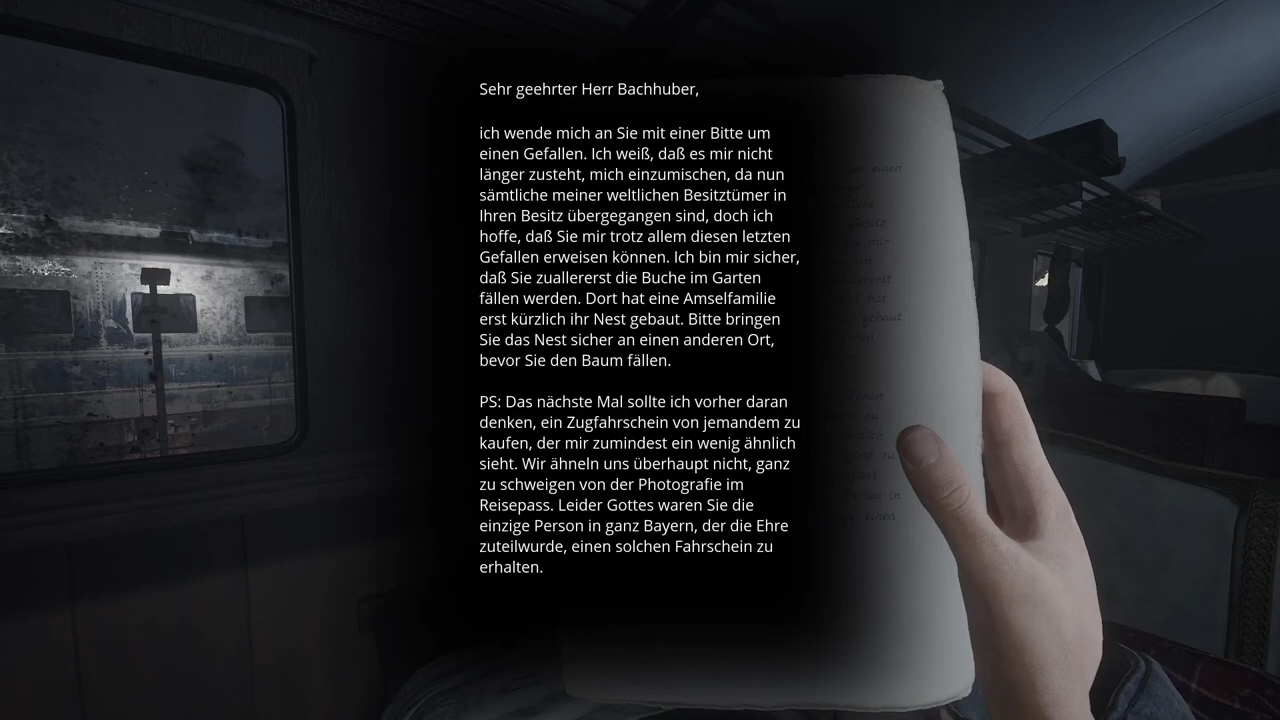 Sehr geehrter Herr Bachhuber,
ich wende mich an Sie mit einer Bitte um
einen Gefallen. Ich weiß, daß es mir nicht
länger zusteht, mich einzumischen, da nun
sämtliche meiner weltlichen Besitztümer in
Ihren Besitz übergegangen sind, doch ich
hoffe, daß Sie mir trotz allem diesen letzten
Gefallen erweisen können. Ich bin mir sicher,
daß Sie zuallererst die Buche im Garten
fällen werden. Dort hat eine Amselfamilie
erst kürzlich ihr Nest gebaut. Bitte bringen
Sie das Nest sicher an einen anderen Ort,
bevor Sie den Baum fällen.
PS: Das nächste Mal sollte ich vorher daran
denken, ein Zugfahrschein von jemandem zu
kaufen, der mir zumindest ein wenig ähnlich
sieht. Wir ähneln uns überhaupt nicht, ganz
zu schweigen von der Photografie im
Reisepass. Leider Gottes waren Sie die
einzige Person in ganz Bayern, der die Ehre
zuteilwurde, einen solchen Fahrschein zu
erhalten.